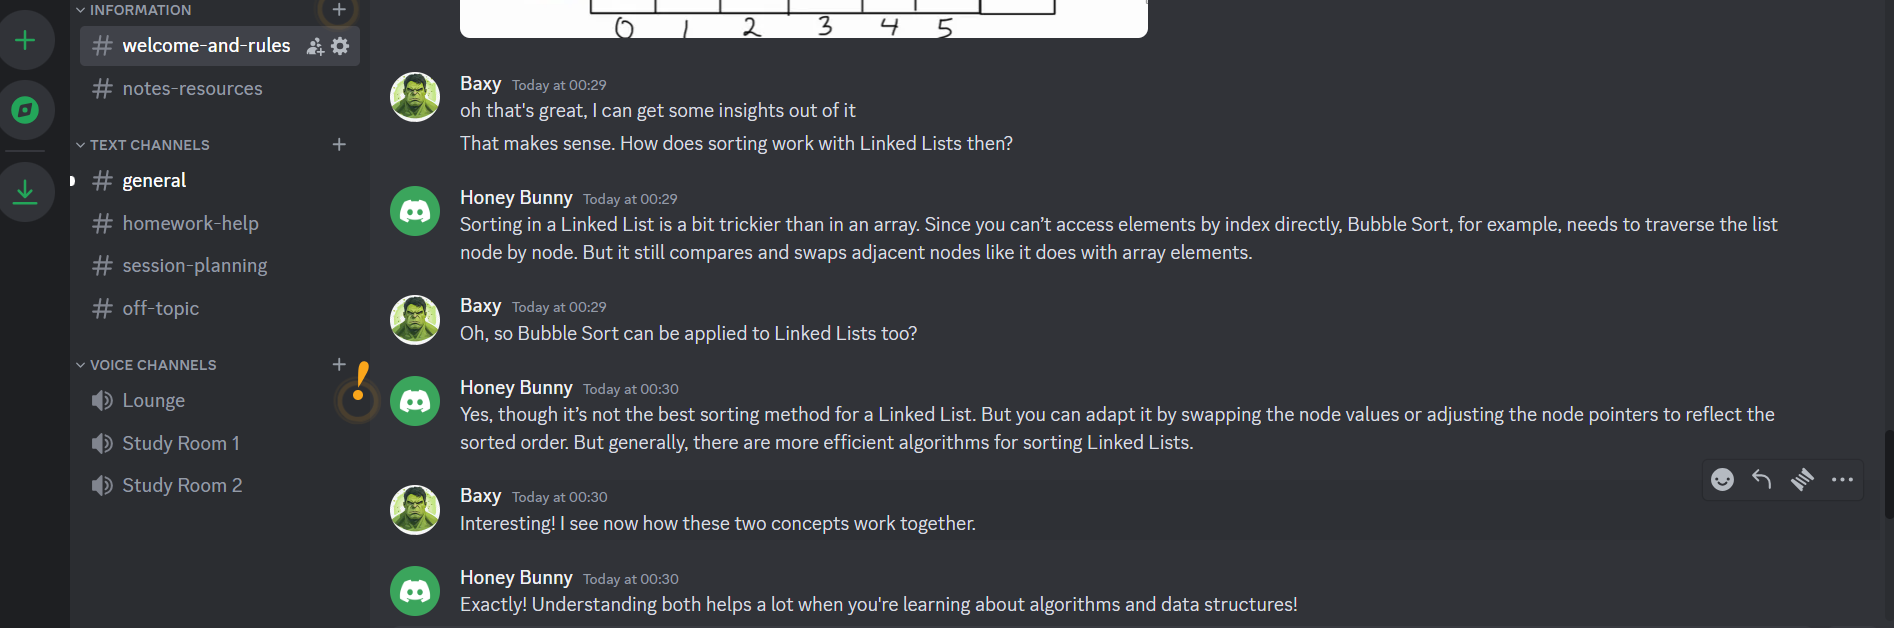 INFORMATION
welcome-and-rules
notes-resources
TEXT CHANNELS
general
homework-help
session-planning
off-topic
VOICE CHANNELS
Lounge
Study Room 1
Study Room 2
0 1 2 3 4 5
Baxy Today at 00:29
oh that's great, I can get some insights out of it
That makes sense. How does sorting work with Linked Lists then?
Honey Bunny Today at 00:29
Sorting in a Linked List is a bit trickier than in an array. Since you can’t access elements by index directly, Bubble Sort, for example, needs to traverse the list
node by node. But it still compares and swaps adjacent nodes like it does with array elements.
Baxy Today at 00:29
Oh, so Bubble Sort can be applied to Linked Lists too?
Honey Bunny Today at 00:30
Yes, though it’s not the best sorting method for a Linked List. But you can adapt it by swapping the node values or adjusting the node pointers to reflect the
sorted order. But generally, there are more efficient algorithms for sorting Linked Lists.
Baxy Today at 00:30
Interesting! I see now how these two concepts work together.
Honey Bunny Today at 00:30
Exactly! Understanding both helps a lot when you're learning about algorithms and data structures!